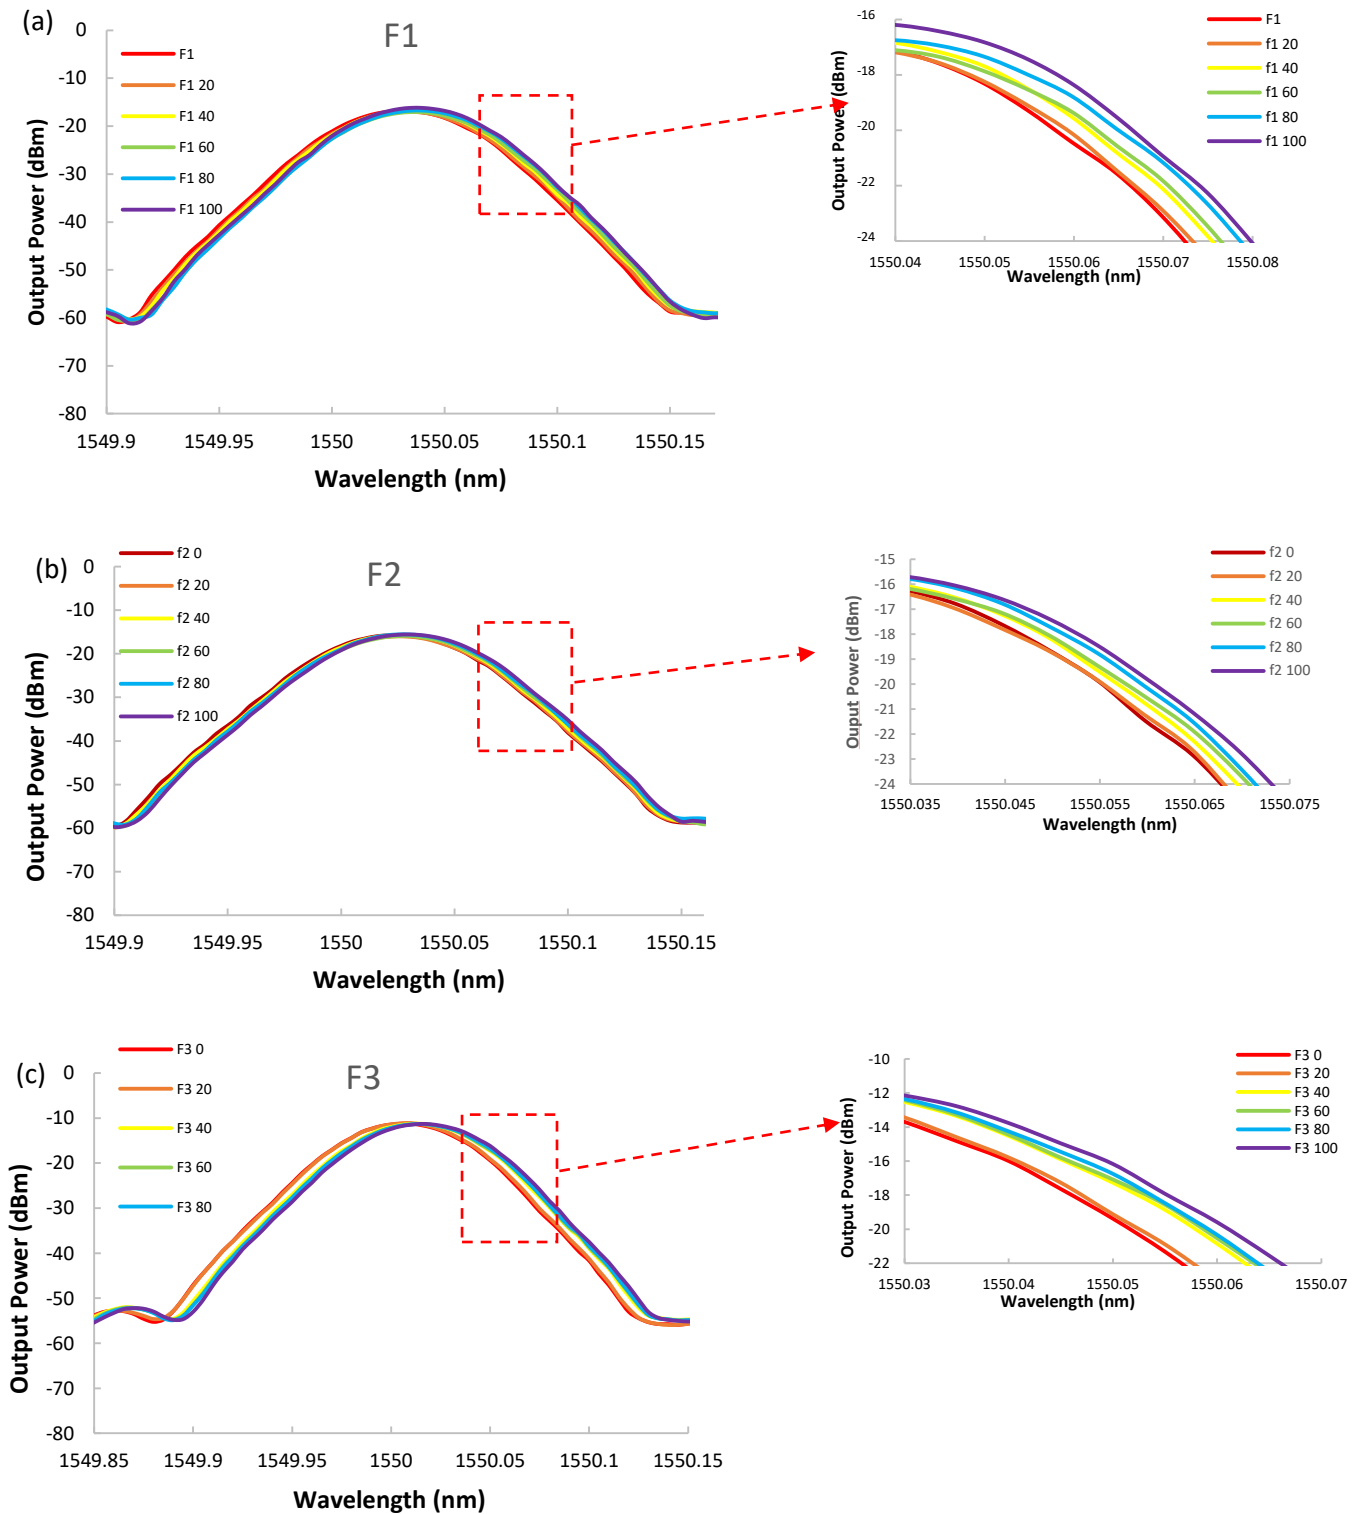 (a)
F1
0
-10
-20
-30
-40
-50
-60
-70
-80
Output Power (dBm)
F1
F1 20
F1 40
F1 60
F1 80
F1 100
1549.9
1549.95
1550
1550.05
1550.1
1550.15
Wavelength (nm)
-16
-18
-20
-22
-24
Output Power (dBm)
F1
f1 20
f1 40
f1 60
f1 80
f1 100
1550.04
1550.05
1550.06
1550.07
1550.08
Wavelength (nm)
(b)
F2
0
-10
-20
-30
-40
-50
-60
-70
-80
Output Power (dBm)
f2 0
f2 20
f2 40
f2 60
f2 80
f2 100
1549.9
1549.95
1550
1550.05
1550.1
1550.15
Wavelength (nm)
-15
-16
-17
-18
-19
-20
-21
-22
-23
-24
Ouput Power (dBm)
f2 0
f2 20
f2 40
f2 60
f2 80
f2 100
1550.035
1550.045
1550.055
1550.065
1550.075
Wavelength (nm)
(c)
F3
0
-10
-20
-30
-40
-50
-60
-70
-80
Output Power (dBm)
F3 0
F3 20
F3 40
F3 60
F3 80
1549.85
1549.9
1549.95
1550
1550.05
1550.1
1550.15
Wavelength (nm)
-10
-12
-14
-16
-18
-20
-22
Output Power (dBm)
F3 0
F3 20
F3 40
F3 60
F3 80
F3 100
1550.03
1550.04
1550.05
1550.06
1550.07
Wavelength (nm)